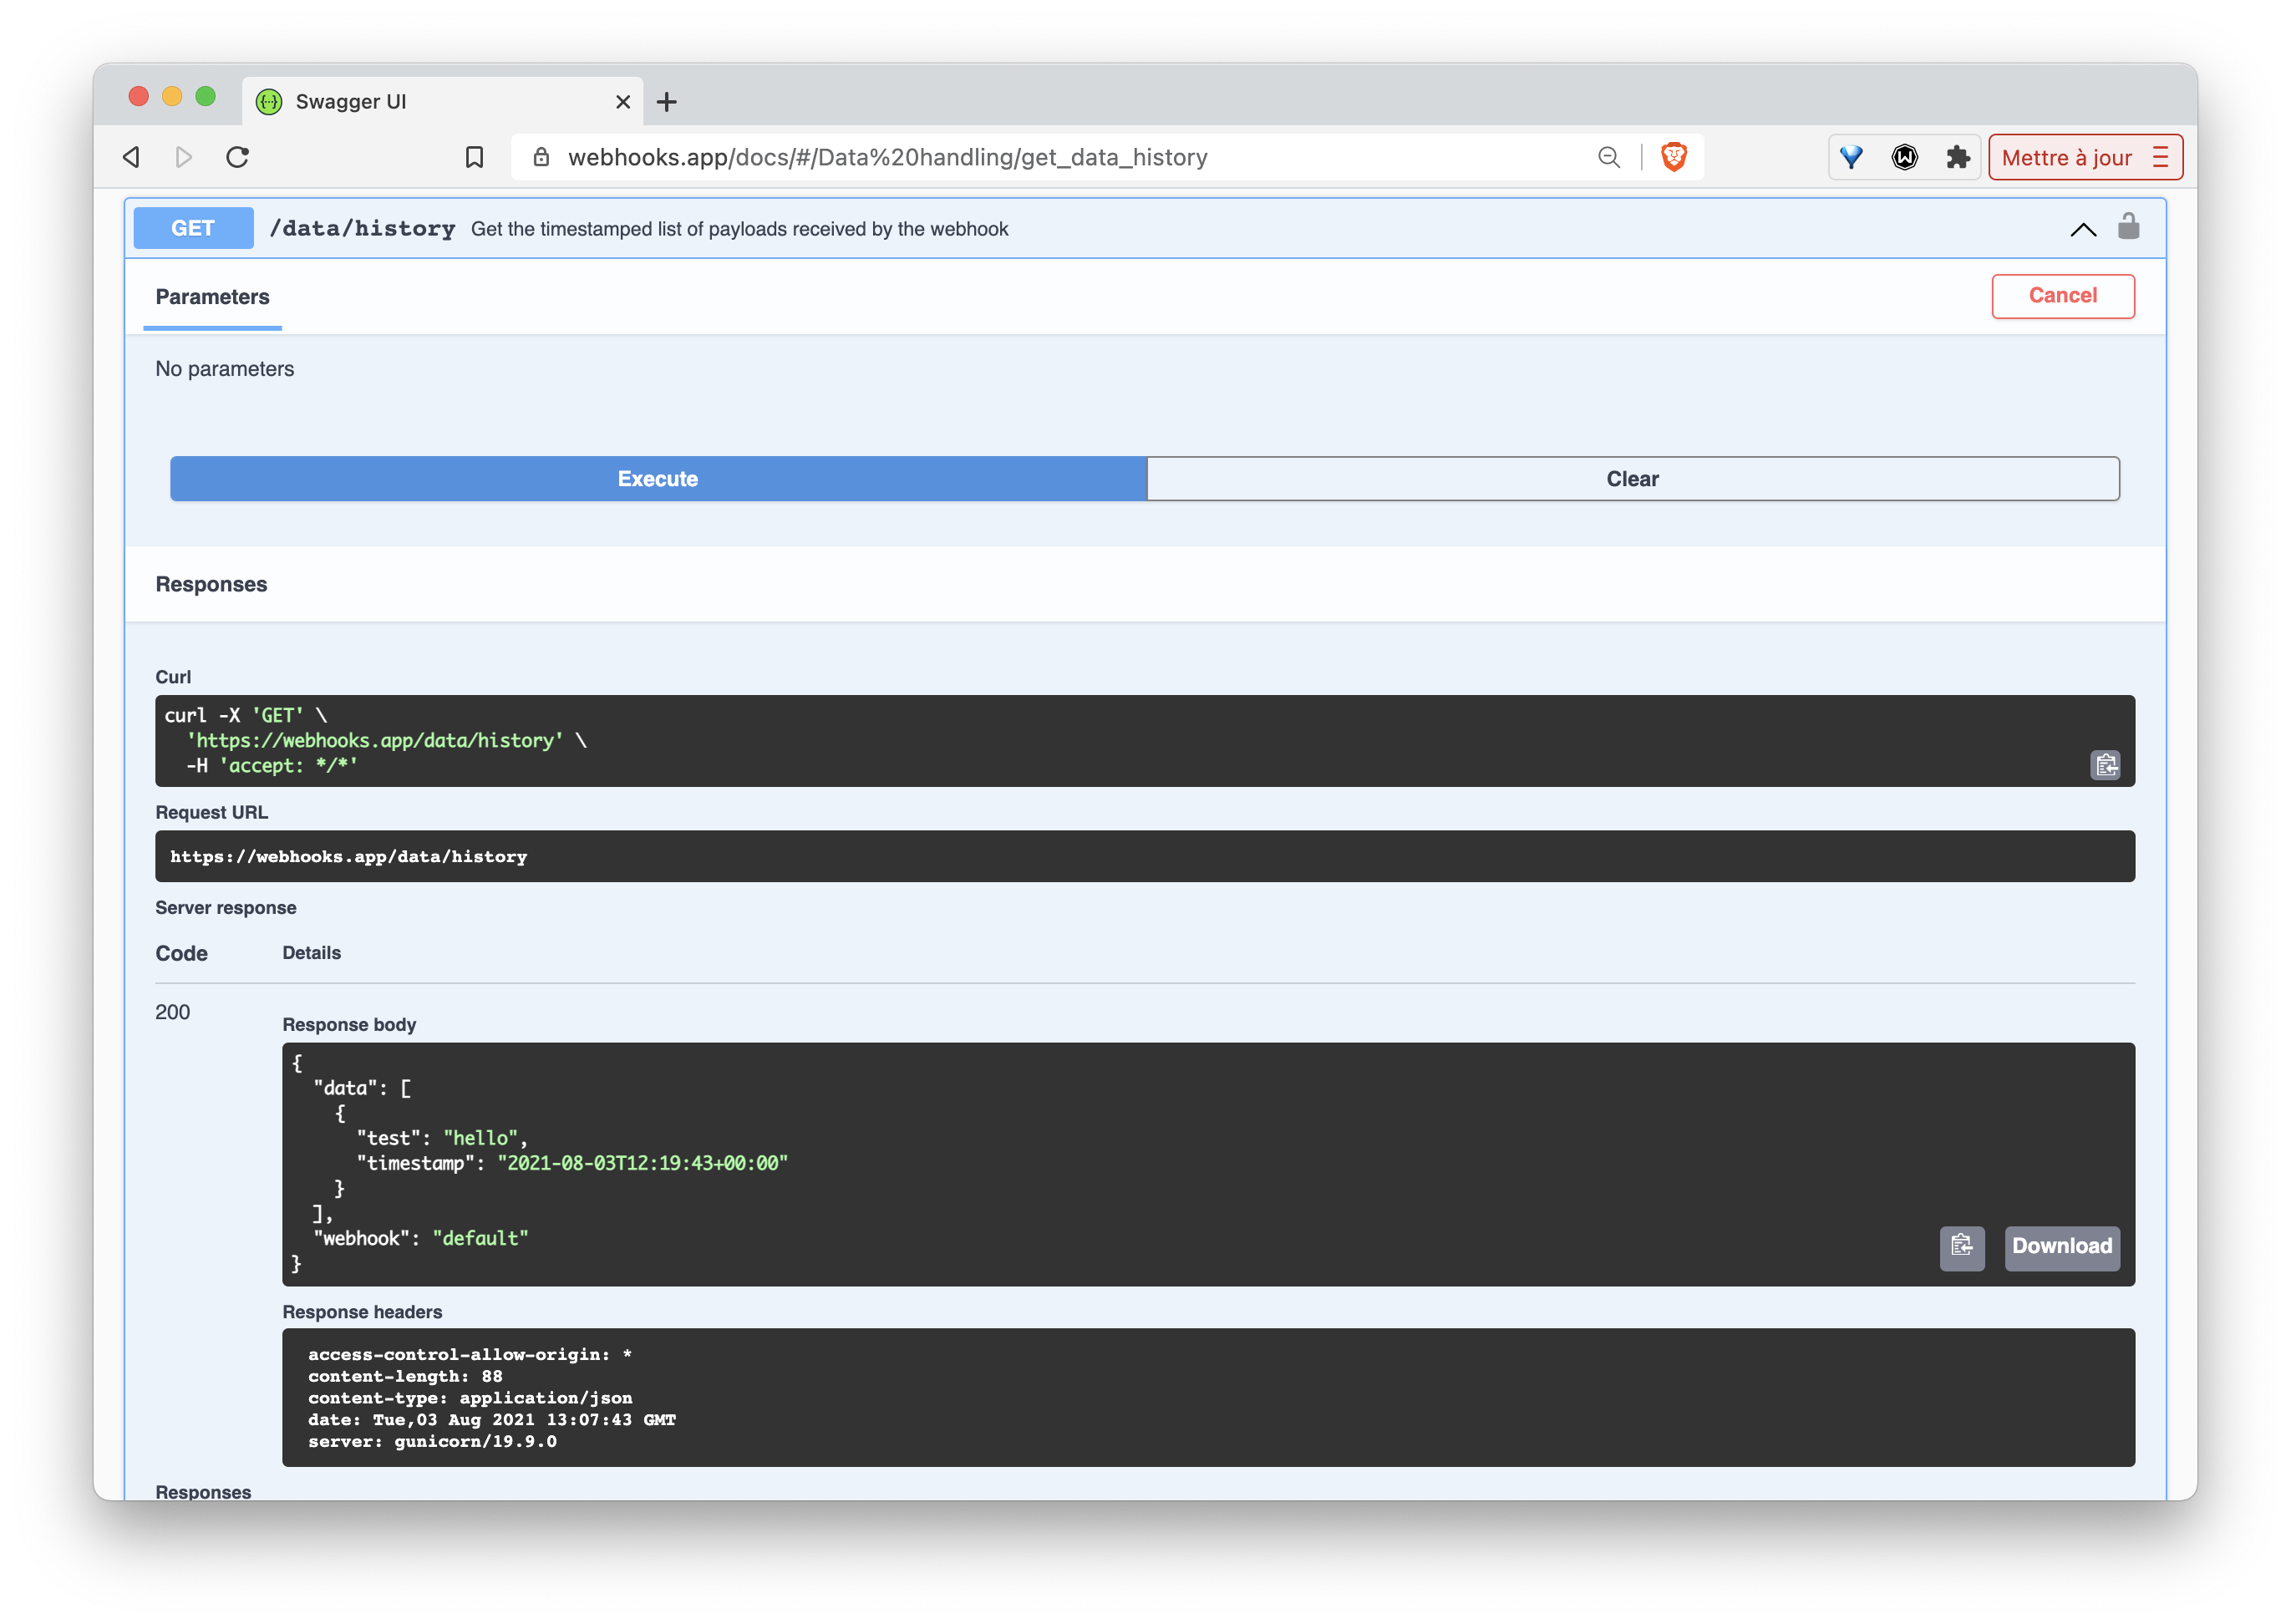 Swagger UI
webhooks.app/docs/#/Data%20handling/get_data_history
Mettre à jour
GET /data/history Get the timestamped list of payloads received by the webhook
Parameters
Cancel
No parameters
Execute
Clear
Responses
Curl
curl -X 'GET' \
'https://webhooks.app/data/history' \
-H 'accept: */*'
Request URL
https://webhooks.app/data/history
Server response
Code Details
200
Response body
{
"data": [
{
"test": "hello",
"timestamp": "2021-08-03T12:19:43+00:00"
}
],
"webhook": "default"
}
Download
Response headers
access-control-allow-origin: *
content-length: 88
content-type: application/json
date: Tue,03 Aug 2021 13:07:43 GMT
server: gunicorn/19.9.0
Responses